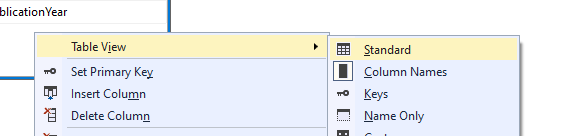 blicationYear
Table View
Standard
Set Primary Key
Column Names
Insert Column
Keys
Delete Column
Name Only